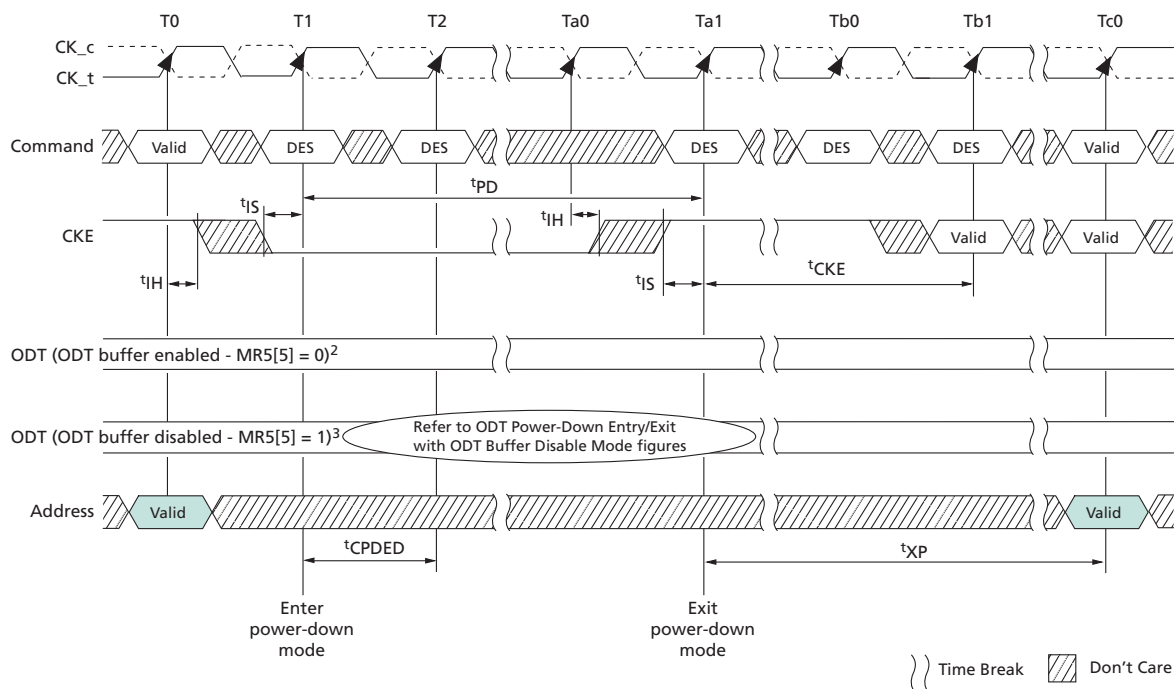 T0 T1 T2 Ta0 Ta1 Tb0 Tb1 Tc0
CK_c
CK_t
Command Valid DES DES DES DES DES Valid
tPD
tIS
tIH
CKE Valid Valid
tCKE
tIH
tIS
ODT (ODT buffer enabled - MR5[5] = 0)2
ODT (ODT buffer disabled - MR5[5] = 1)3
Refer to ODT Power-Down Entry/Exit
with ODT Buffer Disable Mode figures
Address Valid Valid
tCPDED
tXP
Enter
power-down
mode
Exit
power-down
mode
Time Break
Don't Care